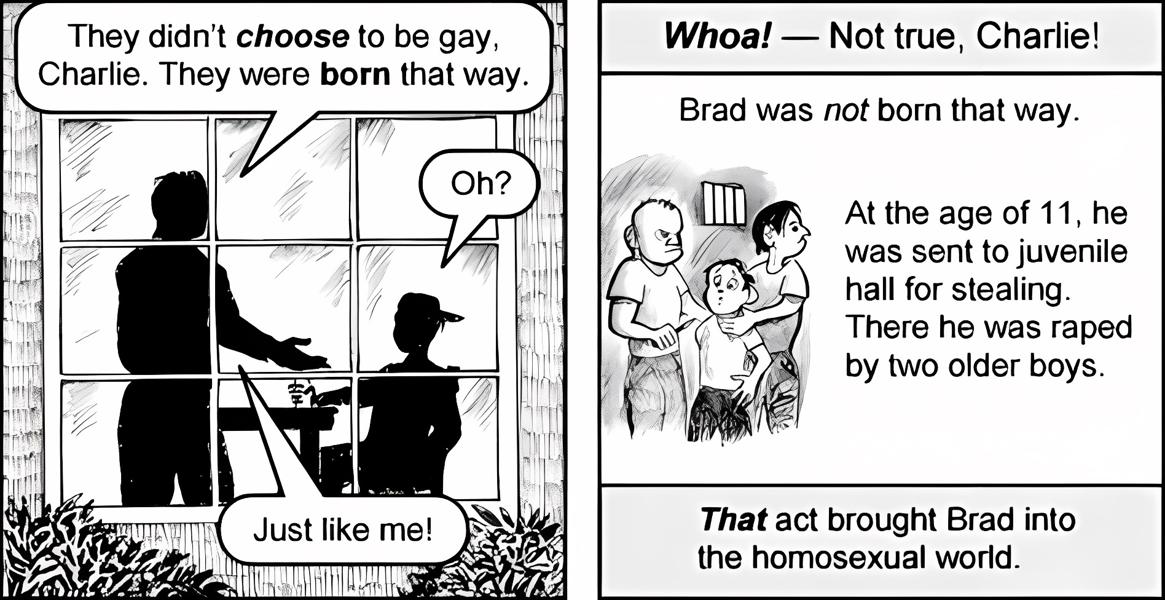 They didn't choose to be gay,
Charlie. They were born that way.
Oh?
Just like me!
Whoa! — Not true, Charlie!
Brad was not born that way.
At the age of 11, he
was sent to juvenile
hall for stealing.
There he was raped
by two older boys.
That act brought Brad into
the homosexual world.